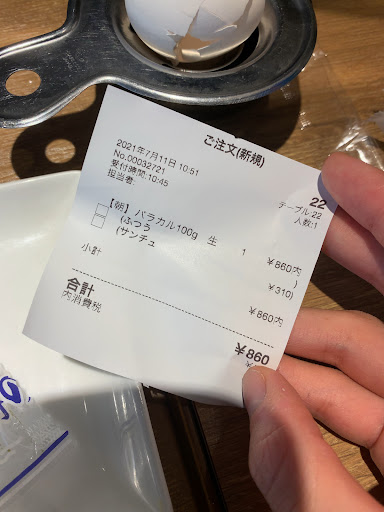 ご注文(新規)
2021年7月11日 10:51
No.00032721
受付時間:10:45
担当者:
22
テーブル:22
人数:1
【朝】バラカル100g 生 1 ¥860内
(ふつう )
(サンチュ ¥310)
小計 ¥860内
合計 ¥860
内消費税